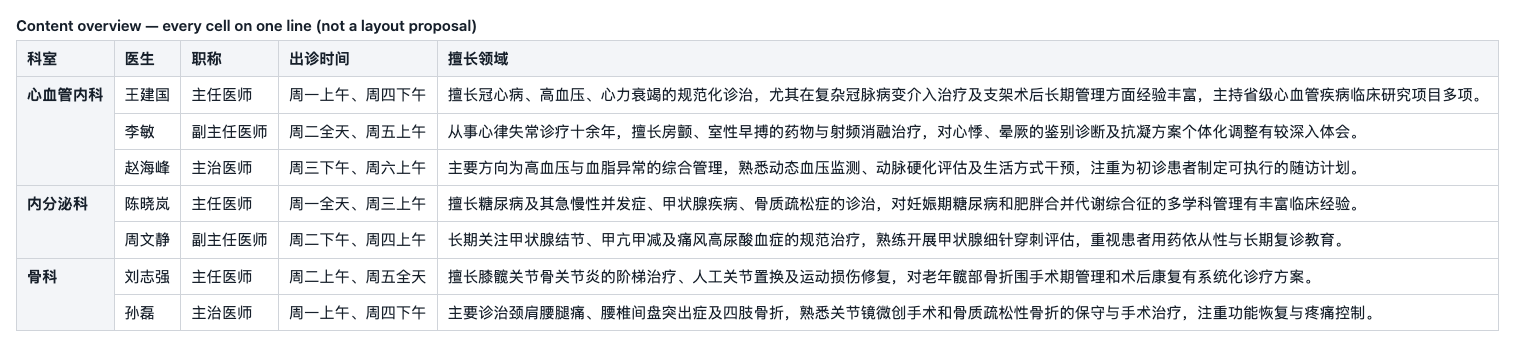 Content overview — every cell on one line (not a layout proposal)
科室 医生 职称 出诊时间 擅长领域
心血管内科 王建国 主任医师 周一上午、周四下午 擅长冠心病、高血压、心力衰竭的规范化诊治，尤其在复杂冠脉病变介入治疗及支架术后长期管理方面经验丰富，主持省级心血管疾病临床研究项目多项。
李敏 副主任医师 周二全天、周五上午 从事心律失常诊疗十余年，擅长房颤、室性早搏的药物与射频消融治疗，对心悸、晕厥的鉴别诊断及抗凝方案个体化调整有较深入体会。
赵海峰 主治医师 周三下午、周六上午 主要方向为高血压与血脂异常的综合管理，熟悉动态血压监测、动脉硬化评估及生活方式干预，注重为初诊患者制定可执行的随访计划。
内分泌科 陈晓岚 主任医师 周一全天、周三上午 擅长糖尿病及其急慢性并发症、甲状腺疾病、骨质疏松症的诊治，对妊娠期糖尿病和肥胖合并代谢综合征的多学科管理有丰富临床经验。
周文静 副主任医师 周二下午、周四上午 长期关注甲状腺结节、甲亢甲减及痛风高尿酸血症的规范治疗，熟练开展甲状腺细针穿刺评估，重视患者用药依从性与长期复诊教育。
骨科 刘志强 主任医师 周二上午、周五全天 擅长膝髋关节骨关节炎的阶梯治疗、人工关节置换及运动损伤修复，对老年髋部骨折围手术期管理和术后康复有系统化诊疗方案。
孙磊 主治医师 周一上午、周四下午 主要诊治颈肩腰腿痛、腰椎间盘突出症及四肢骨折，熟悉关节镜微创手术和骨质疏松性骨折的保守与手术治疗，注重功能恢复与疼痛控制。